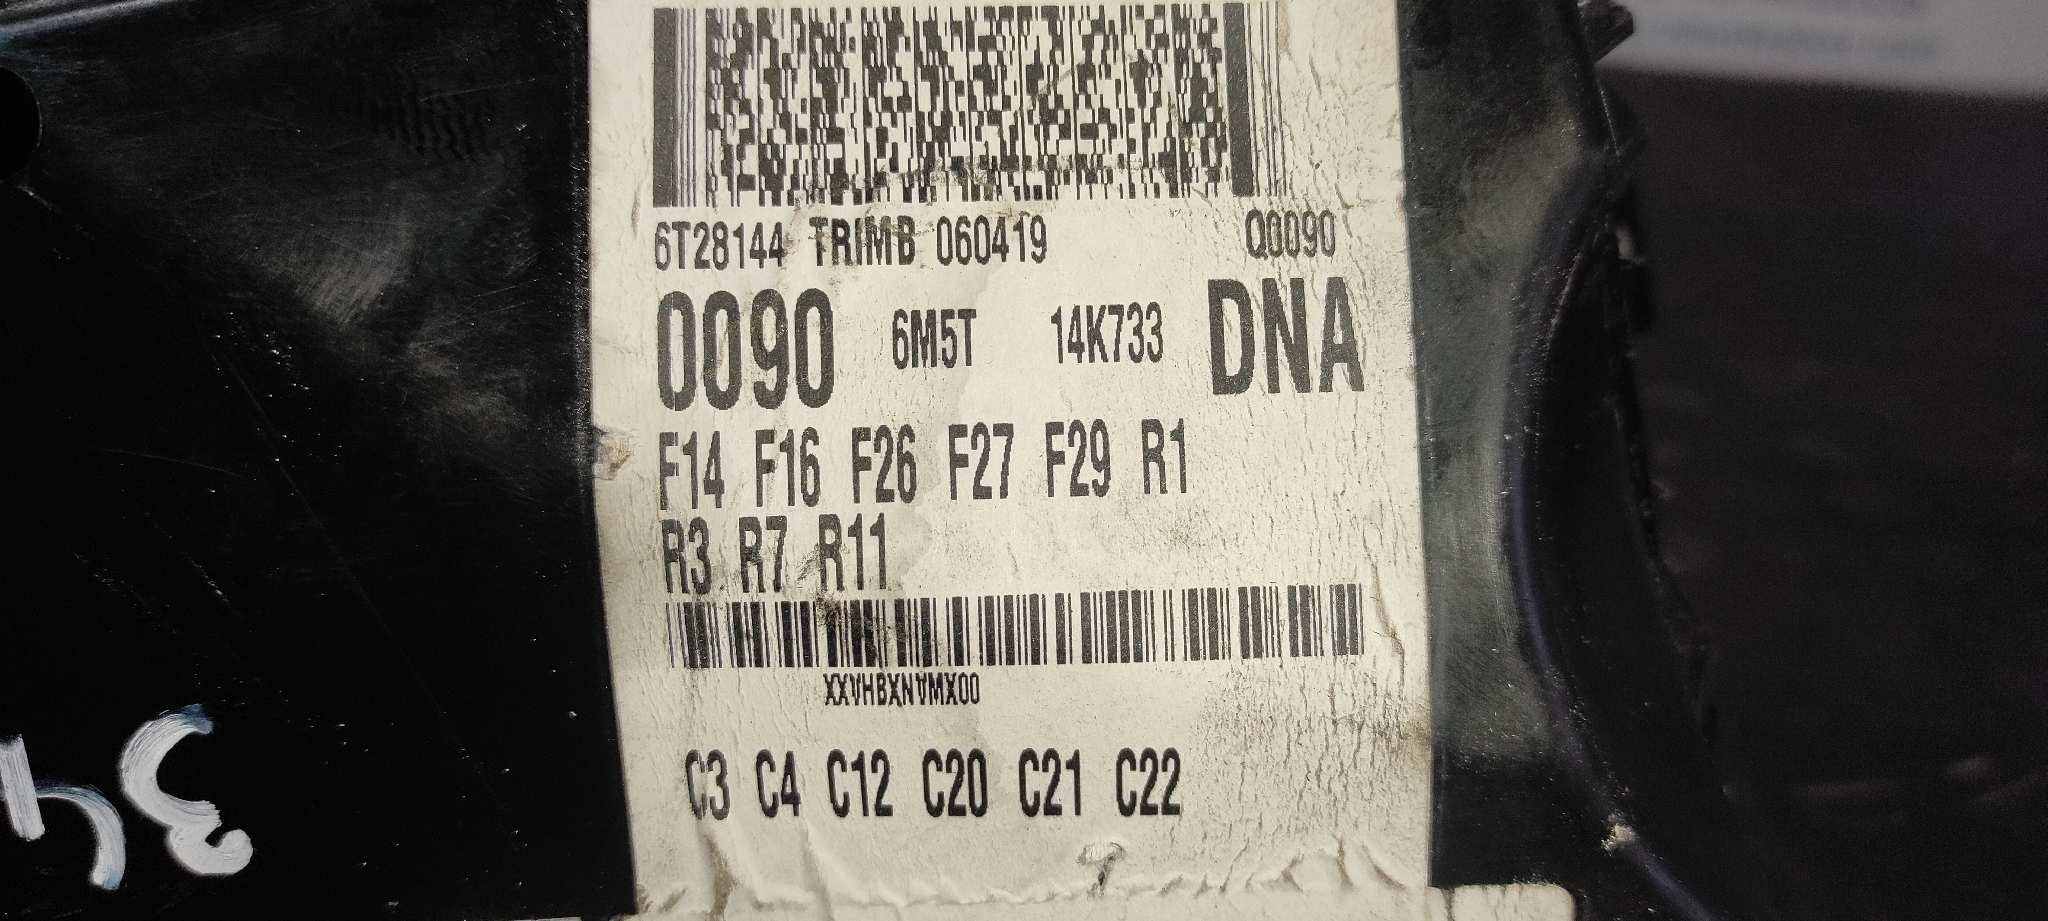 6T28144 TRIMB 060419 Q0090
0090 6M5T 14K733 DNA
F14 F16 F26 F27 F29 R1
R3 R7 R11
C3 C4 C12 C20 C21 C22